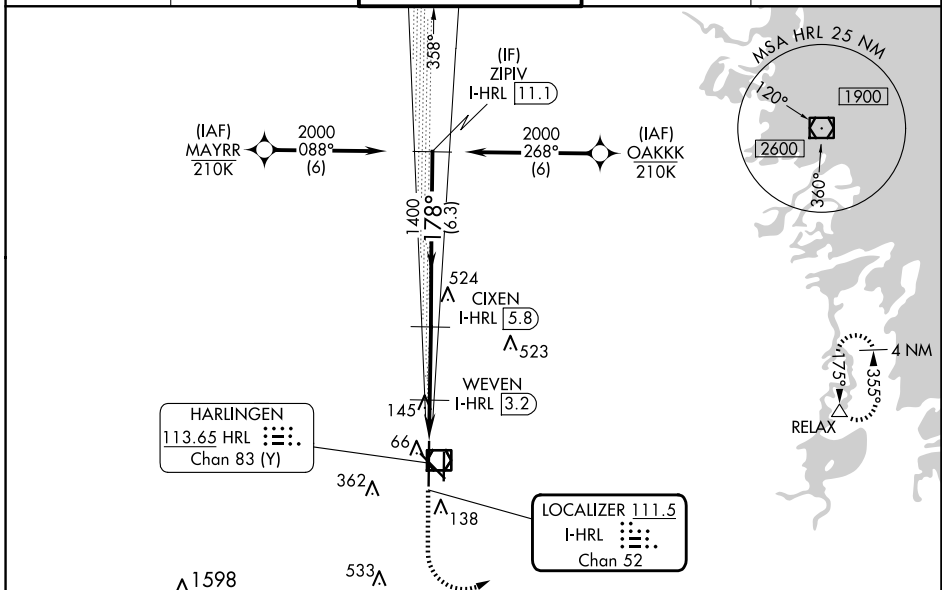 MSA HRL 25 NM
120°
1900
2600
360°
358°
(IF)
ZIPIV
I-HRL 11.1
(IAF)
MAYRR
210K
2000
088°
(6)
2000
268°
(6)
(IAF)
OAKKK
210K
1400
178°
(6.3)
524
CIXEN
I-HRL 5.8
523
4 NM
175°
355°
RELAX
WEVEN
I-HRL 3.2
145
HARLINGEN
113.65 HRL
Chan 83 (Y)
66
362
138
LOCALIZER 111.5
I-HRL
Chan 52
1598
533